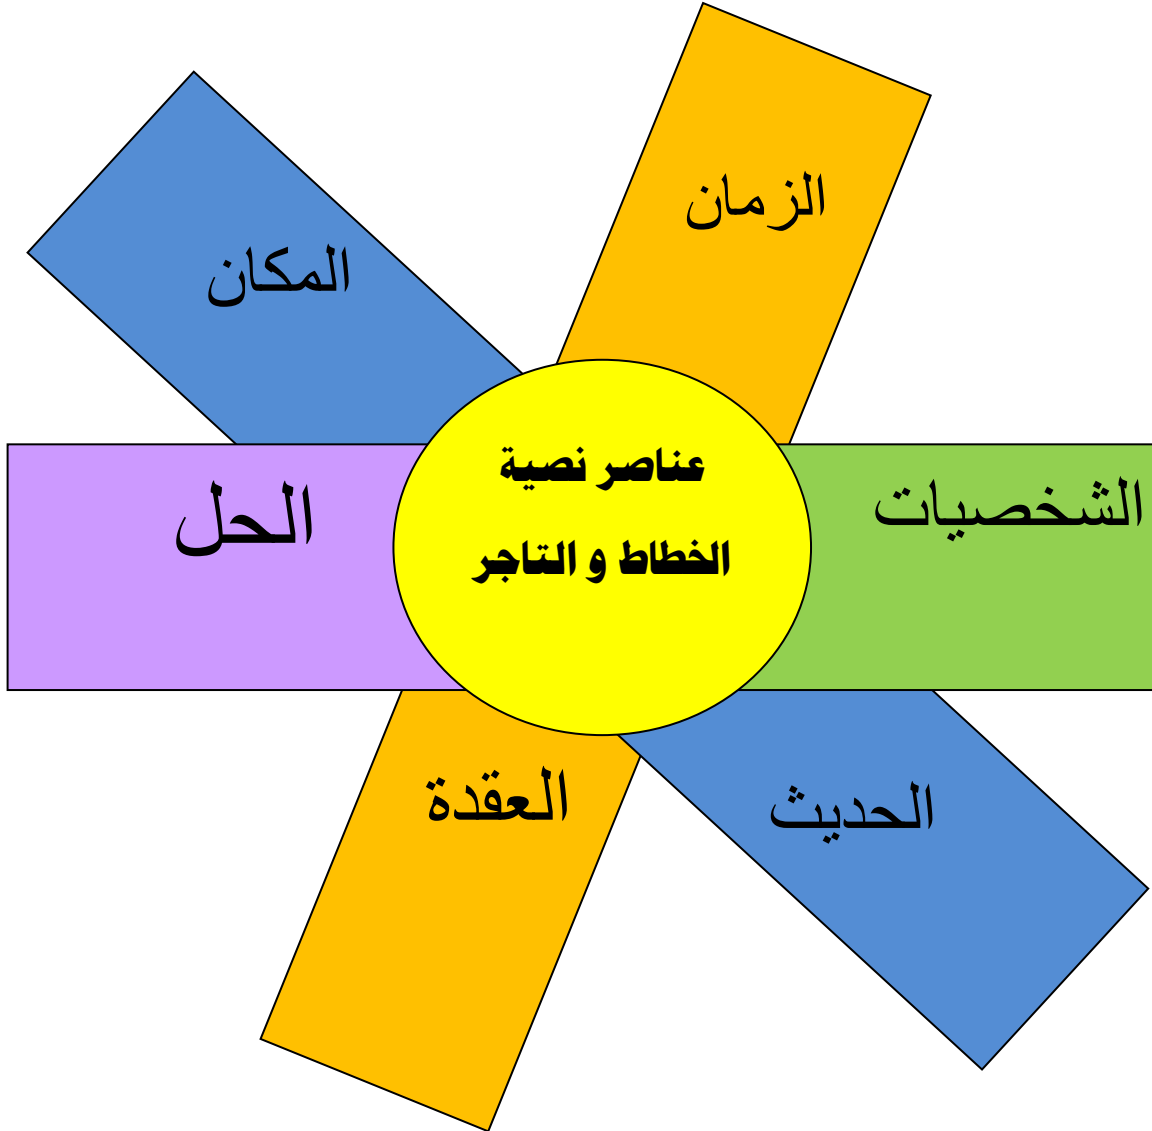 الزمان
المكان
عناصر نصية
الخطاط و التاجر
الشخصيات
الحل
الحديث
العقدة